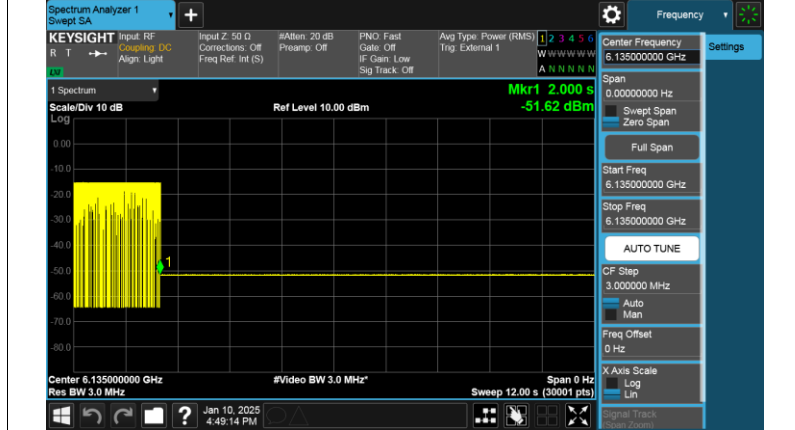 Spectrum Analyzer 1
Swept SA
+
Frequency
KEYSIGHT
R T
LXI
Input: RF
Coupling: DC
Align: Light
Input Z: 50 Ω
Corrections: Off
Freq Ref: Int (S)
#Atten: 20 dB
Preamp: Off
PNO: Fast
Gate: Off
IF Gain: Low
Sig Track: Off
Avg Type: Power (RMS)
Trig: External 1
1 2 3 4 5 6
W W W W W W
A N N N N N
1 Spectrum
Scale/Div 10 dB
Ref Level 10.00 dBm
Mkr1 2.000 s
-51.62 dBm
Log
0.00
-10.0
-20.0
-30.0
-40.0
-50.0
-60.0
-70.0
-80.0
1
Center 6.135000000 GHz
Res BW 3.0 MHz
#Video BW 3.0 MHz*
Span 0 Hz
Sweep 12.00 s (30001 pts)
?
Jan 10, 2025
4:49:14 PM
Center Frequency
6.135000000 GHz
Span
0.00000000 Hz
Swept Span
Zero Span
Full Span
Start Freq
6.135000000 GHz
Stop Freq
6.135000000 GHz
AUTO TUNE
CF Step
3.000000 MHz
Auto
Man
Freq Offset
0 Hz
X Axis Scale
Log
Lin
Signal Track
(Span Zoom)
Settings